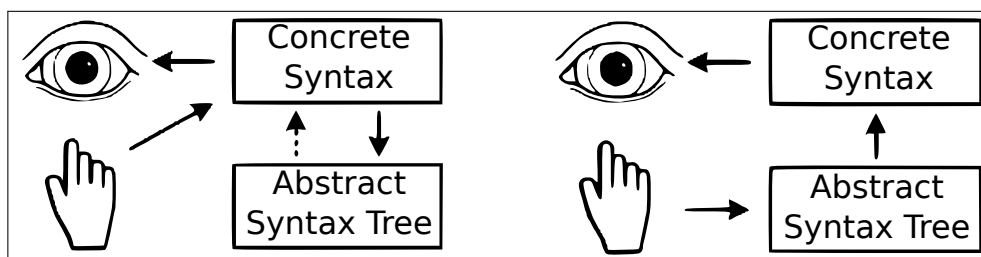 Concrete
Syntax
Abstract
Syntax Tree
Concrete
Syntax
Abstract
Syntax Tree